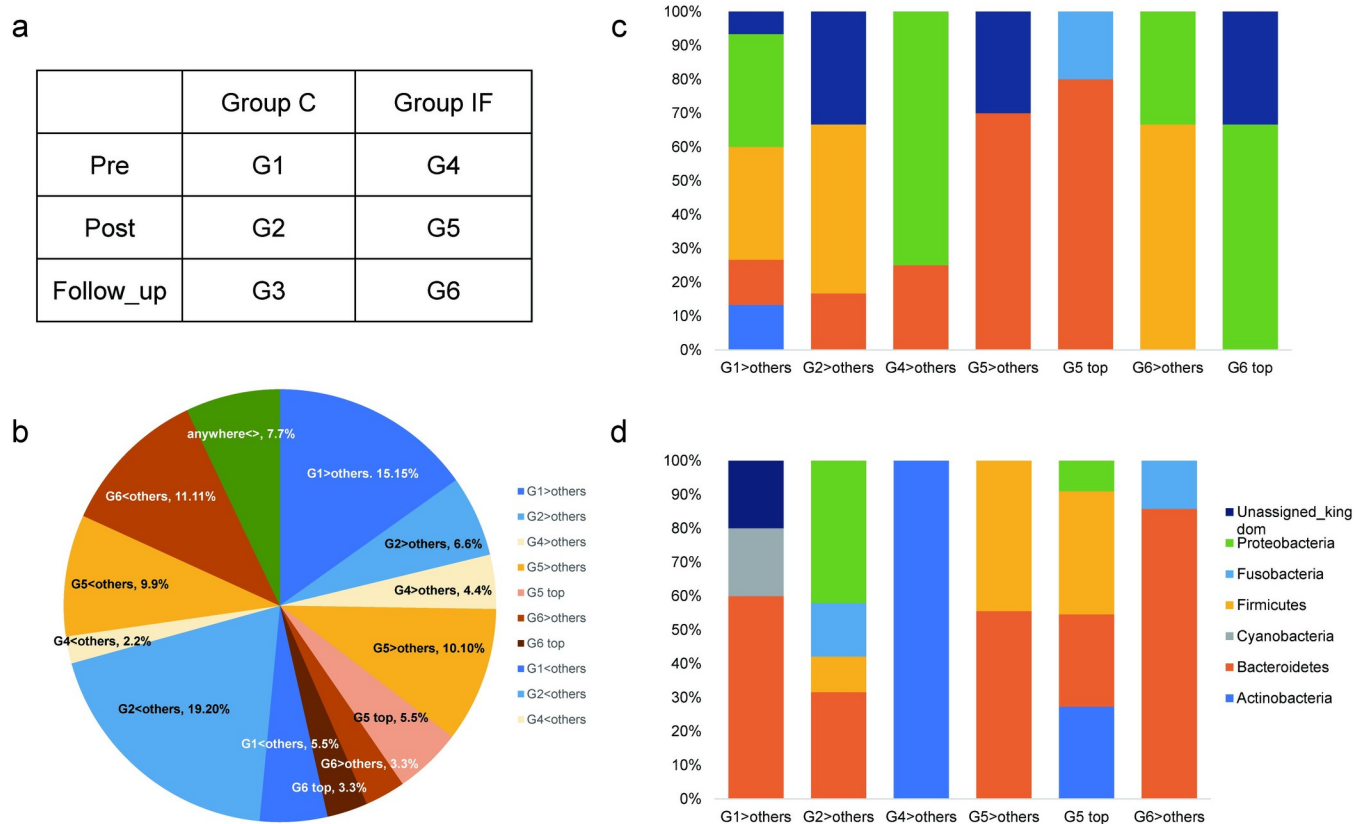 a
Group C Group IF
Pre G1 G4
Post G2 G5
Follow_up G3 G6
b
anywhere<>, 7.7%
G1>others. 15.15%
G6<others, 11.11%
G2>others, 6.6%
G5<others, 9.9%
G4>others, 4.4%
G4<others, 2.2%
G5>others, 10.10%
G2<others, 19.20%
G5 top, 5.5%
G1<others, 5.5%
G6>others, 3.3%
G6 top, 3.3%
G1>others
G2>others
G4>others
G5>others
G5 top
G6>others
G6 top
G1<others
G2<others
G4<others
c
100%
90%
80%
70%
60%
50%
40%
30%
20%
10%
0%
G1>others G2>others G4>others G5>others G5 top G6>others G6 top
d
100%
90%
80%
70%
60%
50%
40%
30%
20%
10%
0%
G1>others G2>others G4>others G5>others G5 top G6>others
Unassigned_king
dom
Proteobacteria
Fusobacteria
Firmicutes
Cyanobacteria
Bacteroidetes
Actinobacteria